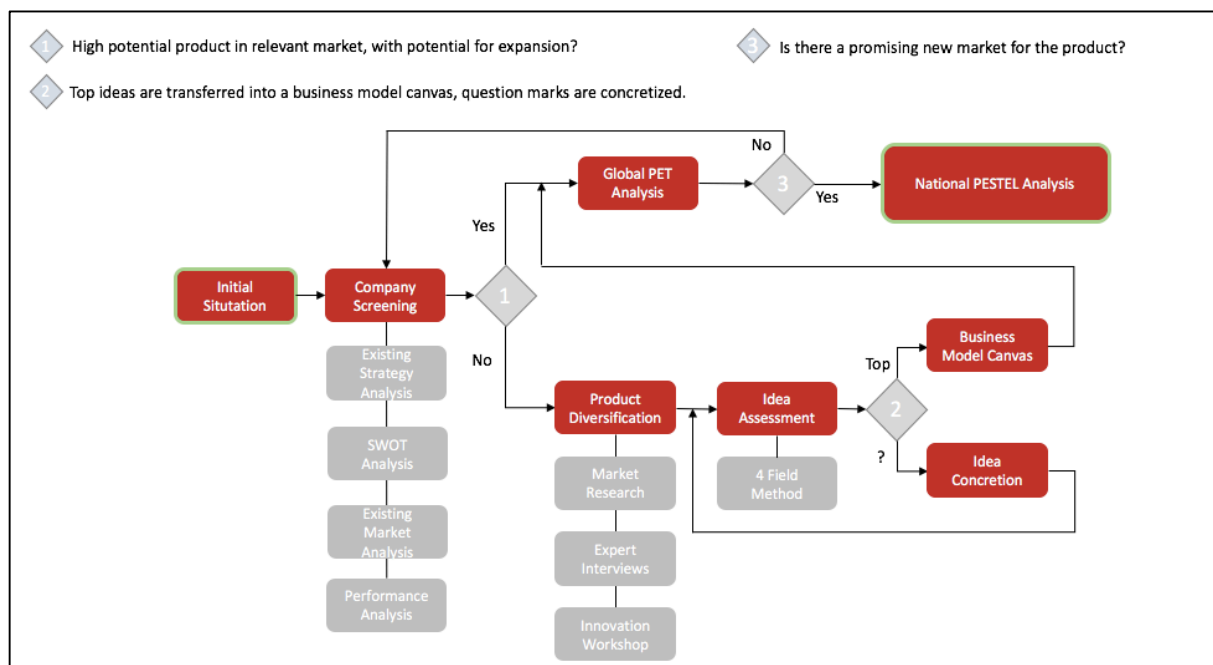 1 High potential product in relevant market, with potential for expansion?
3 Is there a promising new market for the product?
2 Top ideas are transferred into a business model canvas, question marks are concretized.
No
Global PET
Analysis
3
Yes
National PESTEL Analysis
Yes
Initial
Situtation
Company
Screening
1
No
Existing
Strategy
Analysis
SWOT
Analysis
Existing
Market
Analysis
Performance
Analysis
Product
Diversification
Market
Research
Expert
Interviews
Innovation
Workshop
Idea
Assessment
4 Field
Method
2
Top
Business
Model Canvas
?
Idea
Concretion